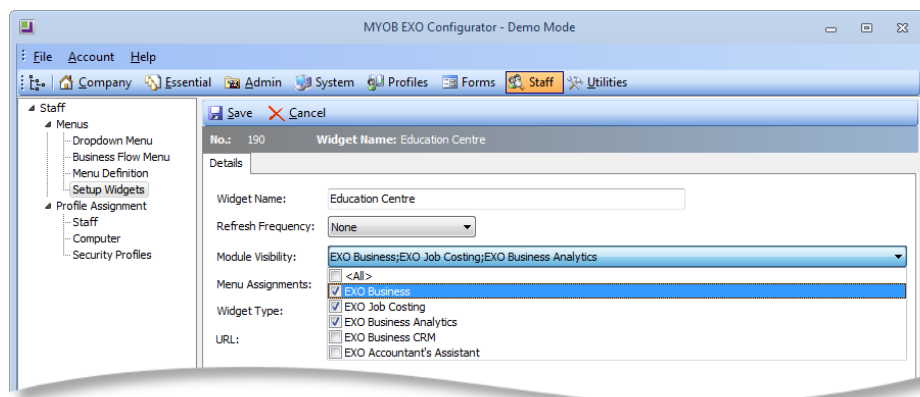 MYOB EXO Configurator - Demo Mode
File Account Help
Company Essential Admin System Profiles Forms Staff Utilities
Staff
Menus
Dropdown Menu
Business Flow Menu
Menu Definition
Setup Widgets
Profile Assignment
Staff
Computer
Security Profiles
Save Cancel
No.: 190 Widget Name: Education Centre
Details
Widget Name: Education Centre
Refresh Frequency: None
Module Visibility: EXO Business;EXO Job Costing;EXO Business Analytics
Menu Assignments:
Widget Type:
URL:
<All>
EXO Business
EXO Job Costing
EXO Business Analytics
EXO Business CRM
EXO Accountant's Assistant